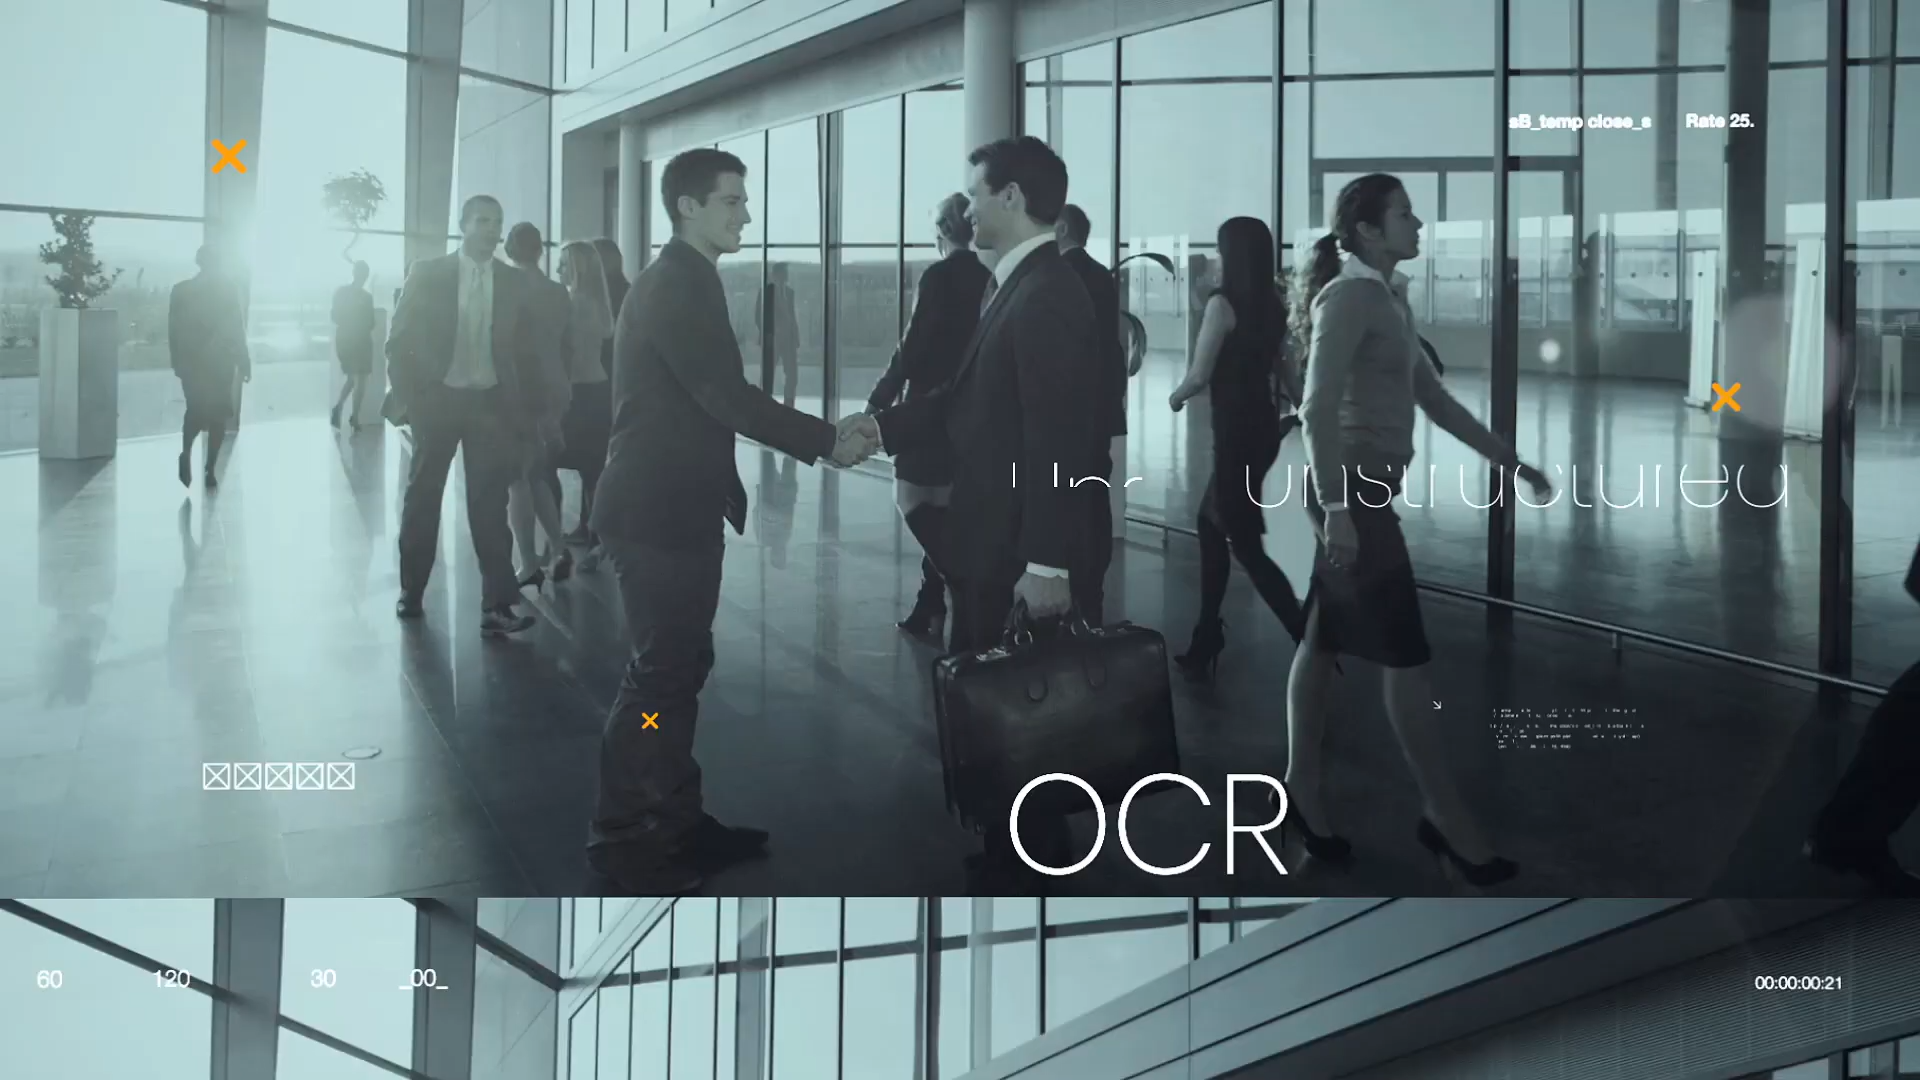 sB_temp close_s Rate 25.
unstructured
OCR
60 120 30 _00_ 00:00:00:21